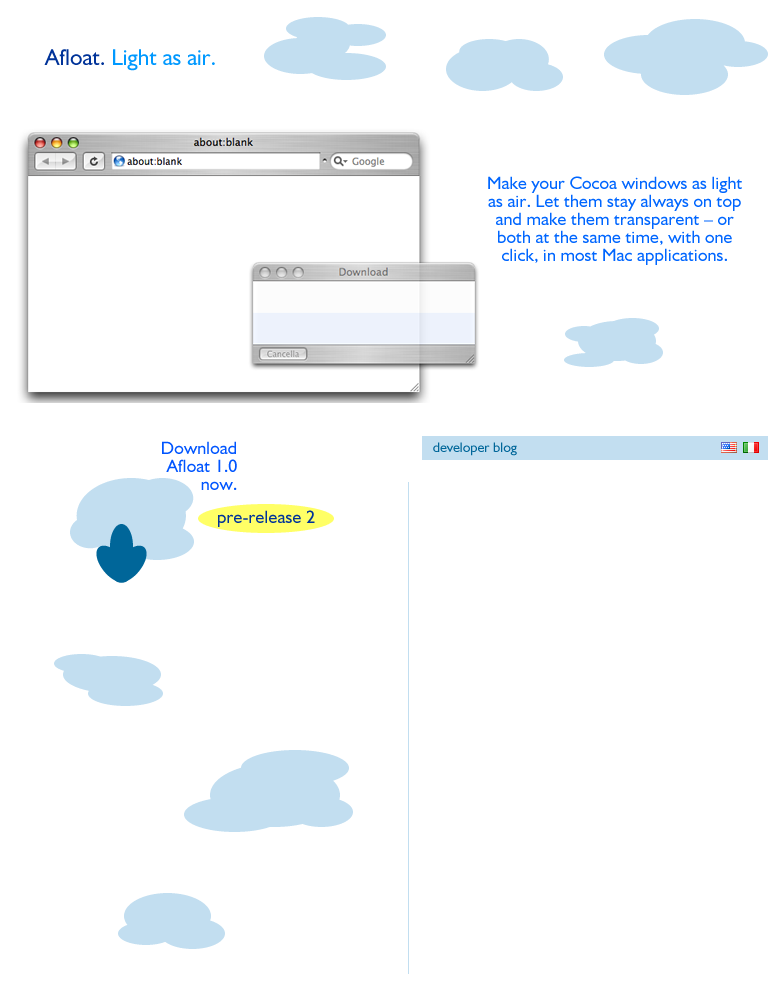 Afloat. Light as air.
about:blank
about:blank
Google
Make your Cocoa windows as light
as air. Let them stay always on top
and make them transparent – or
both at the same time, with one
click, in most Mac applications.
Download
Cancella
Download
Afloat 1.0
now.
pre-release 2
developer blog